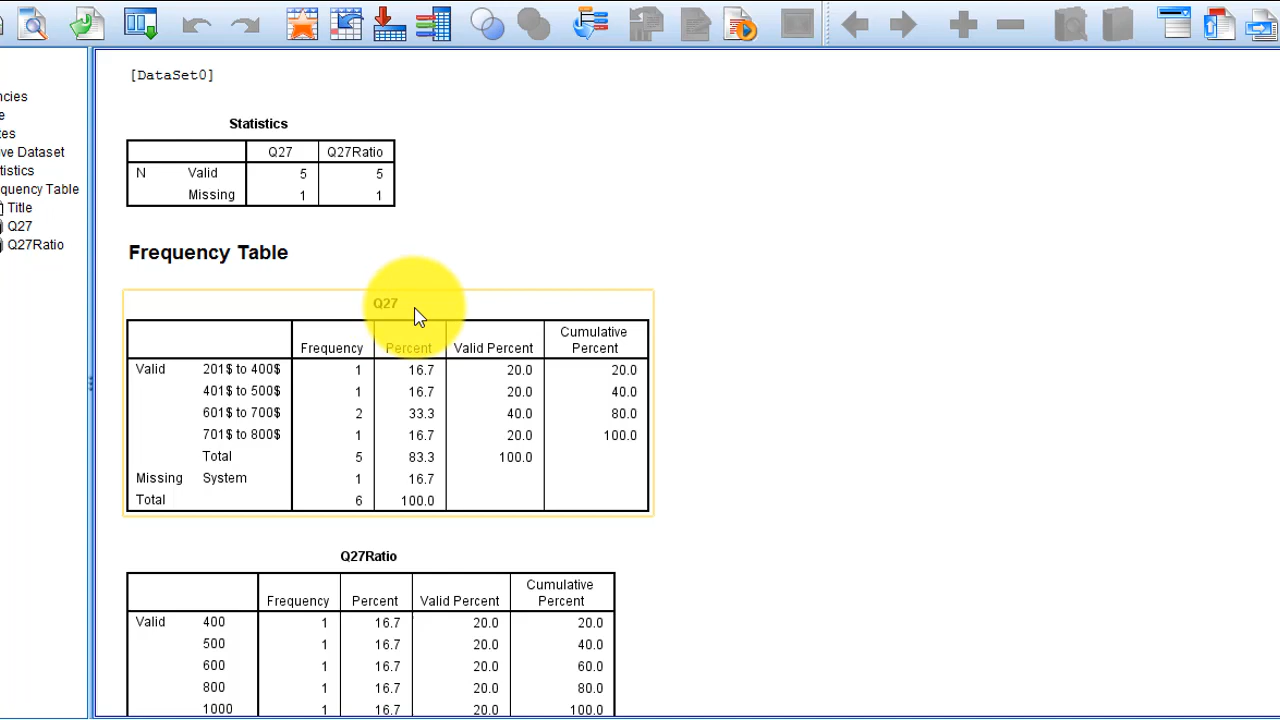 [DataSet0]
ncies
e
tes
ve Dataset
tistics
quency Table
Title
Q27
Q27Ratio
Statistics
Q27 Q27Ratio
N Valid 5 5
Missing 1 1
Frequency Table
Q27
Frequency Percent Valid Percent Cumulative Percent
Valid 201$ to 400$ 1 16.7 20.0 20.0
401$ to 500$ 1 16.7 20.0 40.0
601$ to 700$ 2 33.3 40.0 80.0
701$ to 800$ 1 16.7 20.0 100.0
Total 5 83.3 100.0
Missing System 1 16.7
Total 6 100.0
Q27Ratio
Frequency Percent Valid Percent Cumulative Percent
Valid 400 1 16.7 20.0 20.0
500 1 16.7 20.0 40.0
600 1 16.7 20.0 60.0
800 1 16.7 20.0 80.0
1000 1 16.7 20.0 100.0